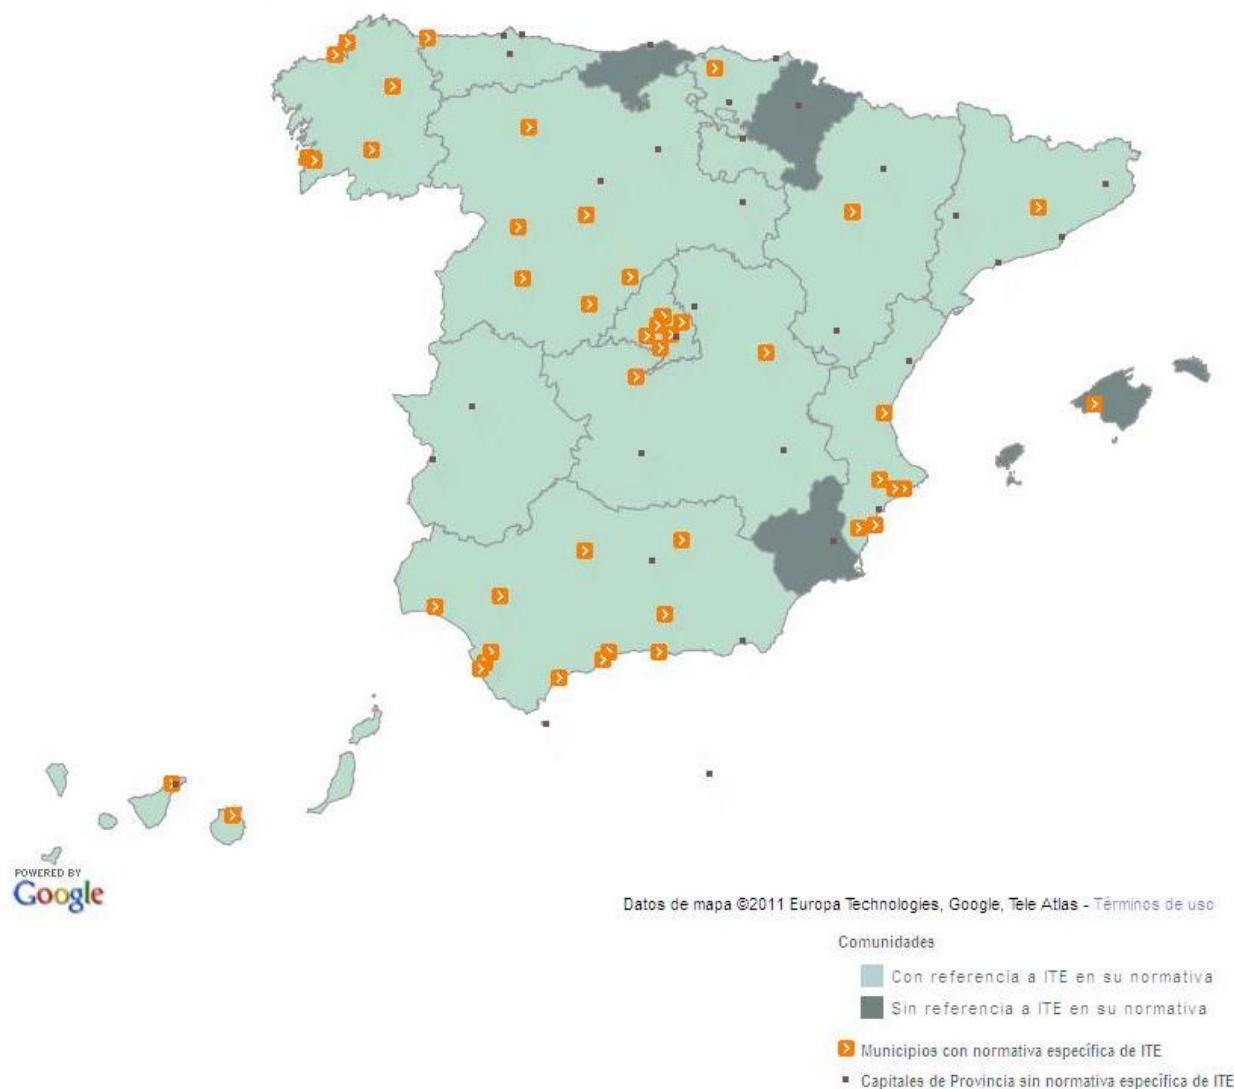 POWERED BY
Google
Datos de mapa ©2011 Europa Technologies, Google, Tele Atlas - Términos de uso
Comunidades
Con referencia a ITE en su normativa
Sin referencia a ITE en su normativa
Municipios con normativa específica de ITE
Capitales de Provincia sin normativa específica de ITE